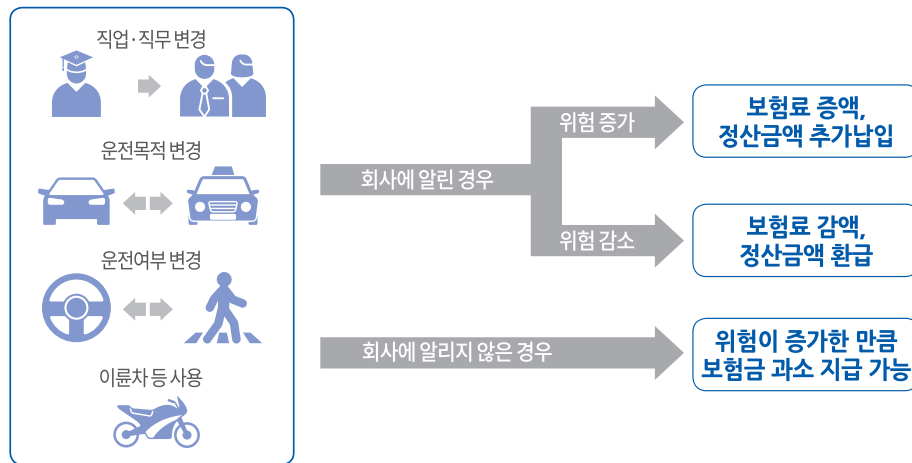 직업·직무 변경
운전목적 변경
운전여부 변경
이륜차 등 사용
회사에 알린 경우
위험 증가
위험 감소
보험료 증액,
정산금액 추가납입
보험료 감액,
정산금액 환급
회사에 알리지 않은 경우
위험이 증가한 만큼
보험금 과소 지급 가능